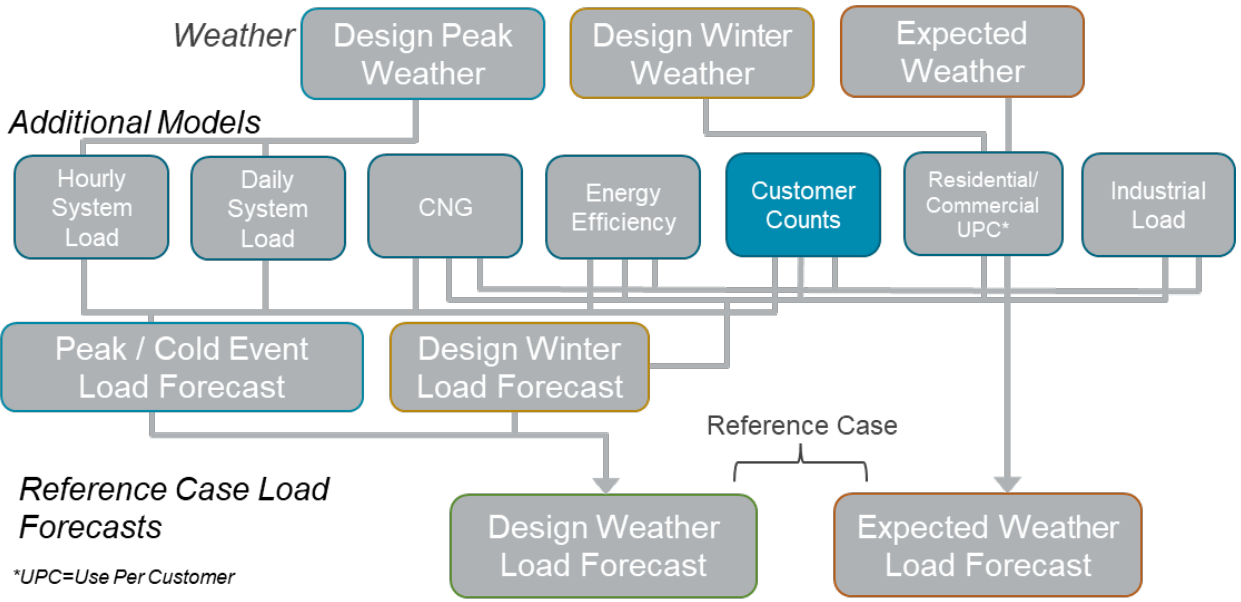 Weather
Design Peak
Weather
Design Winter
Weather
Expected
Weather
Additional Models
Hourly
System
Load
Daily
System
Load
CNG
Energy
Efficiency
Customer
Counts
Residential/
Commercial
UPC*
Industrial
Load
Peak / Cold Event
Load Forecast
Design Winter
Load Forecast
Reference Case
Reference Case Load
Forecasts
Design Weather
Load Forecast
Expected Weather
Load Forecast
*UPC=Use Per Customer